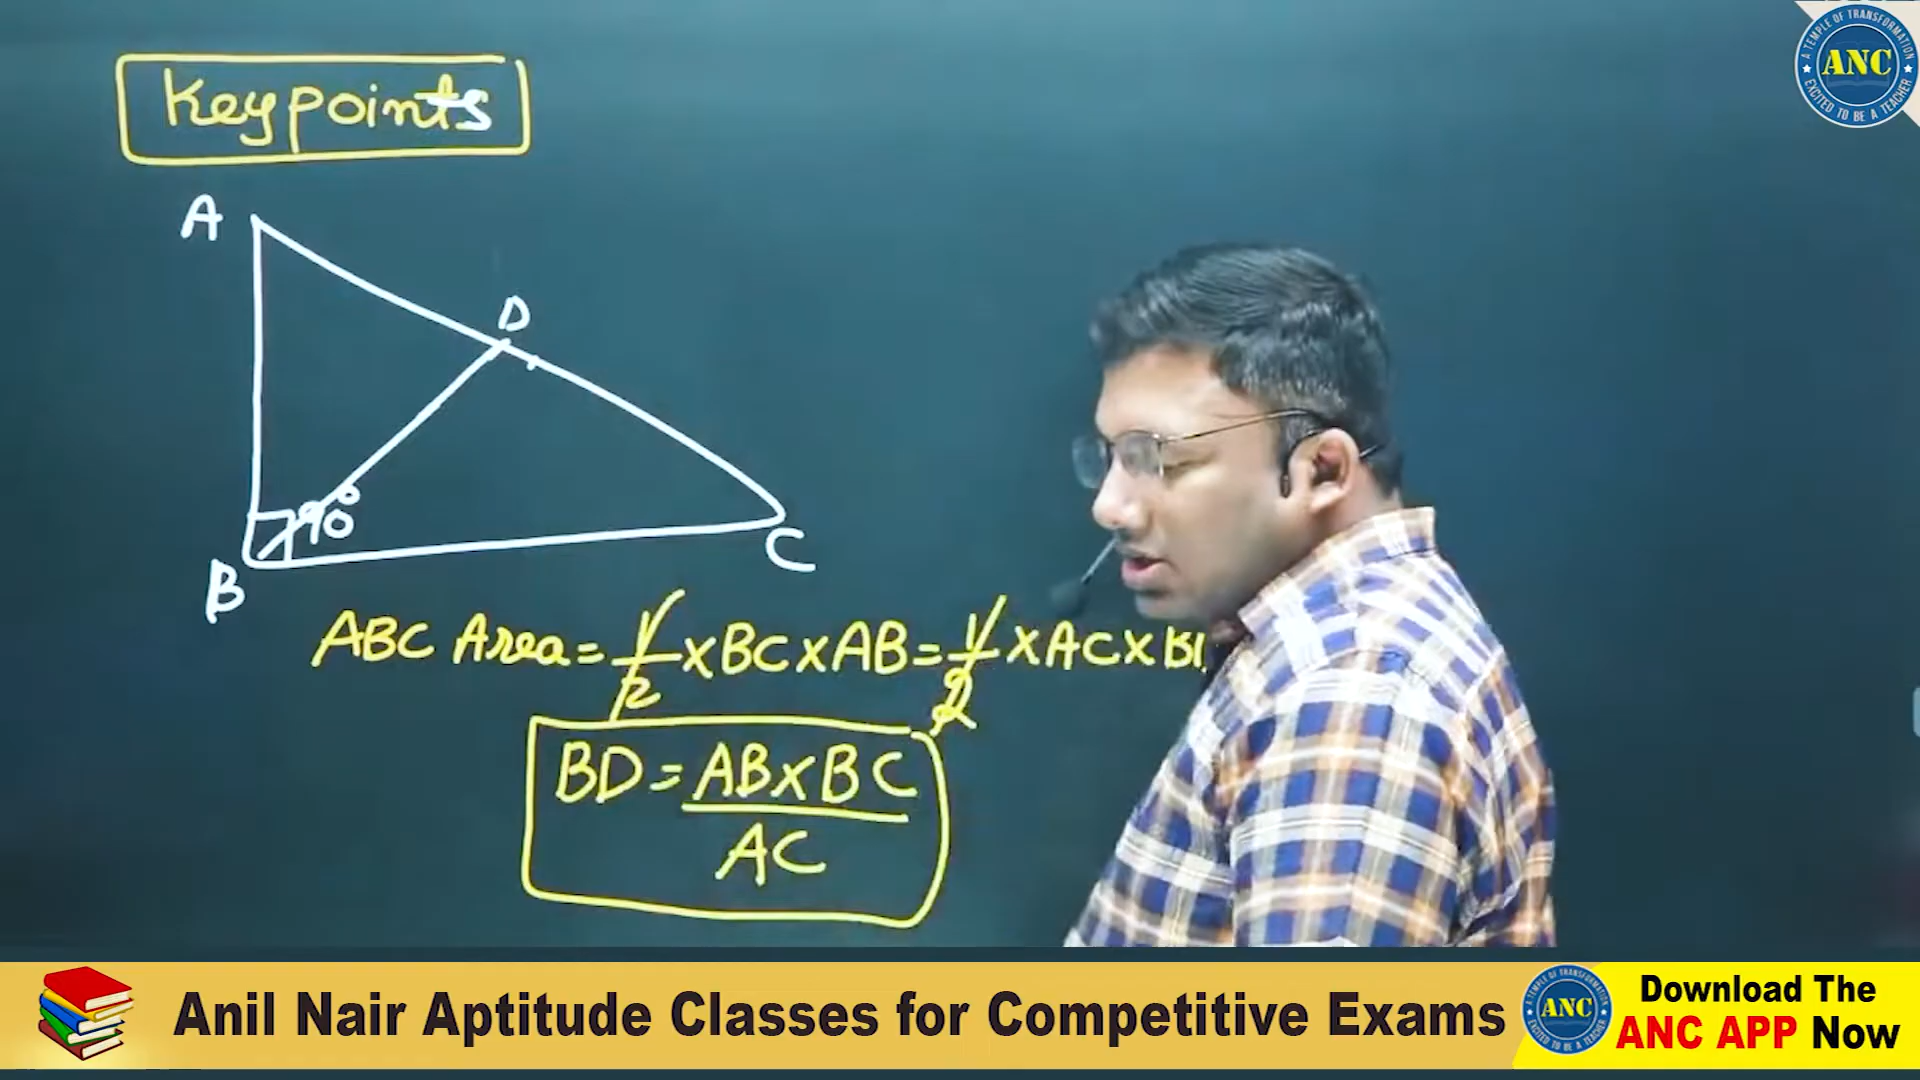 Keypoints
A
D
90°
B
C
ABC Area = 1/2 × BC × AB = 1/2 × AC × BD
BD = AB × BC
AC
A TEMPLE OF TRANSFORMATION
ANC
EXCITED TO BE A TEACHER
Anil Nair Aptitude Classes for Competitive Exams
ANC
Download The
ANC APP Now